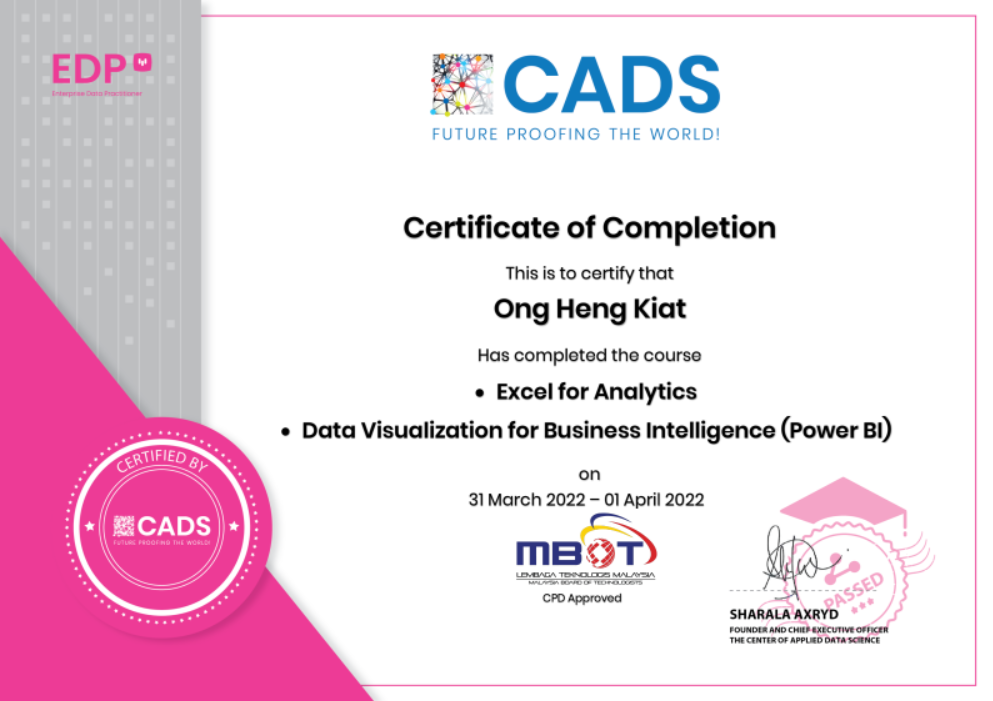 EDP
Enterprise Data Practitioner
CADS
FUTURE PROOFING THE WORLD!
Certificate of Completion
This is to certify that
Ong Heng Kiat
Has completed the course
• Excel for Analytics
• Data Visualization for Business Intelligence (Power BI)
on
31 March 2022 – 01 April 2022
CERTIFIED BY
CADS
FUTURE PROOFING THE WORLD!
MBOT
LEMBAGA TEKNOLOGIS MALAYSIA
MALAYSIA BOARD OF TECHNOLOGISTS
CPD Approved
PASSED
SHARALA AXRYD
FOUNDER AND CHIEF EXECUTIVE OFFICER
THE CENTER OF APPLIED DATA SCIENCE